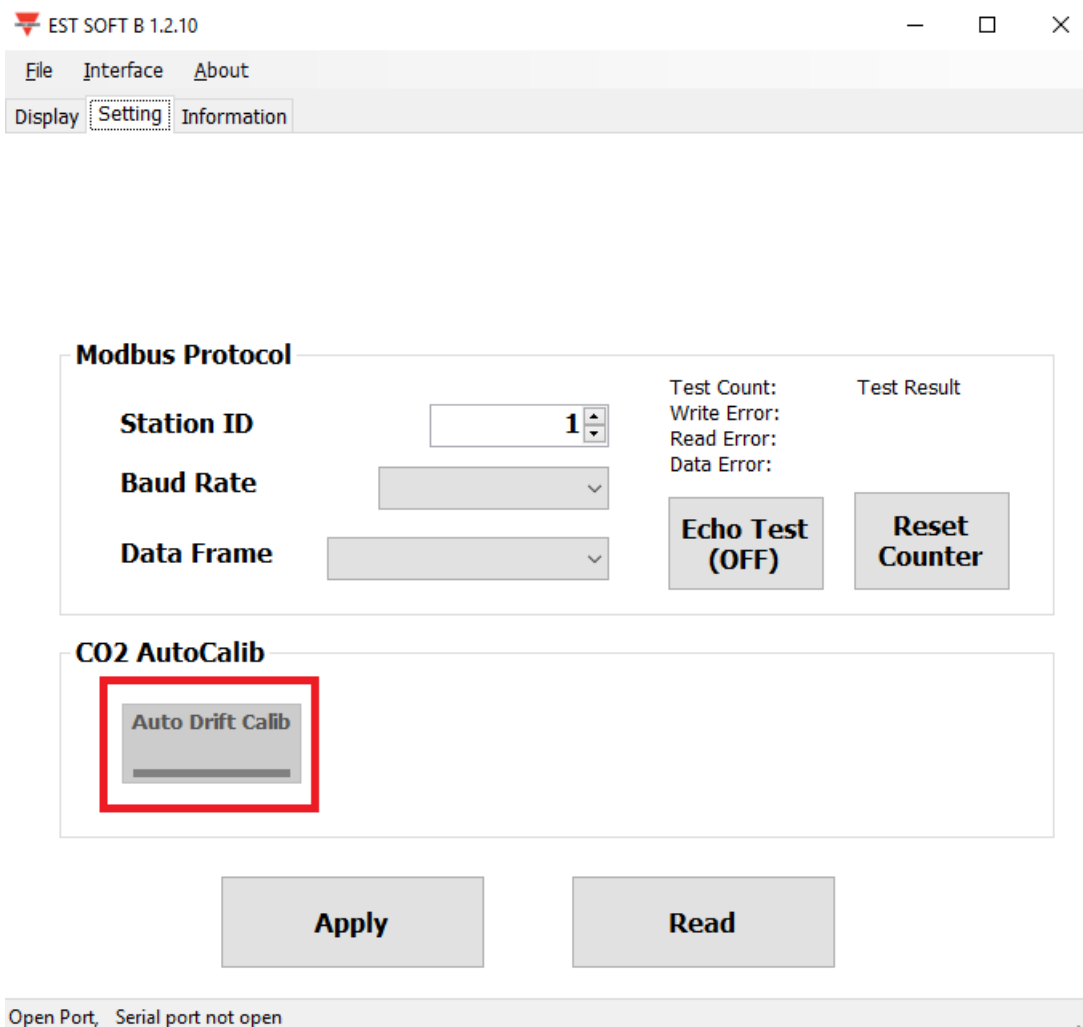 EST SOFT B 1.2.10
File Interface About
Display Setting Information
Modbus Protocol
Station ID 1
Baud Rate
Data Frame
Test Count: Test Result
Write Error:
Read Error:
Data Error:
Echo Test
(OFF)
Reset
Counter
CO2 AutoCalib
Auto Drift Calib
Apply Read
Open Port, Serial port not open